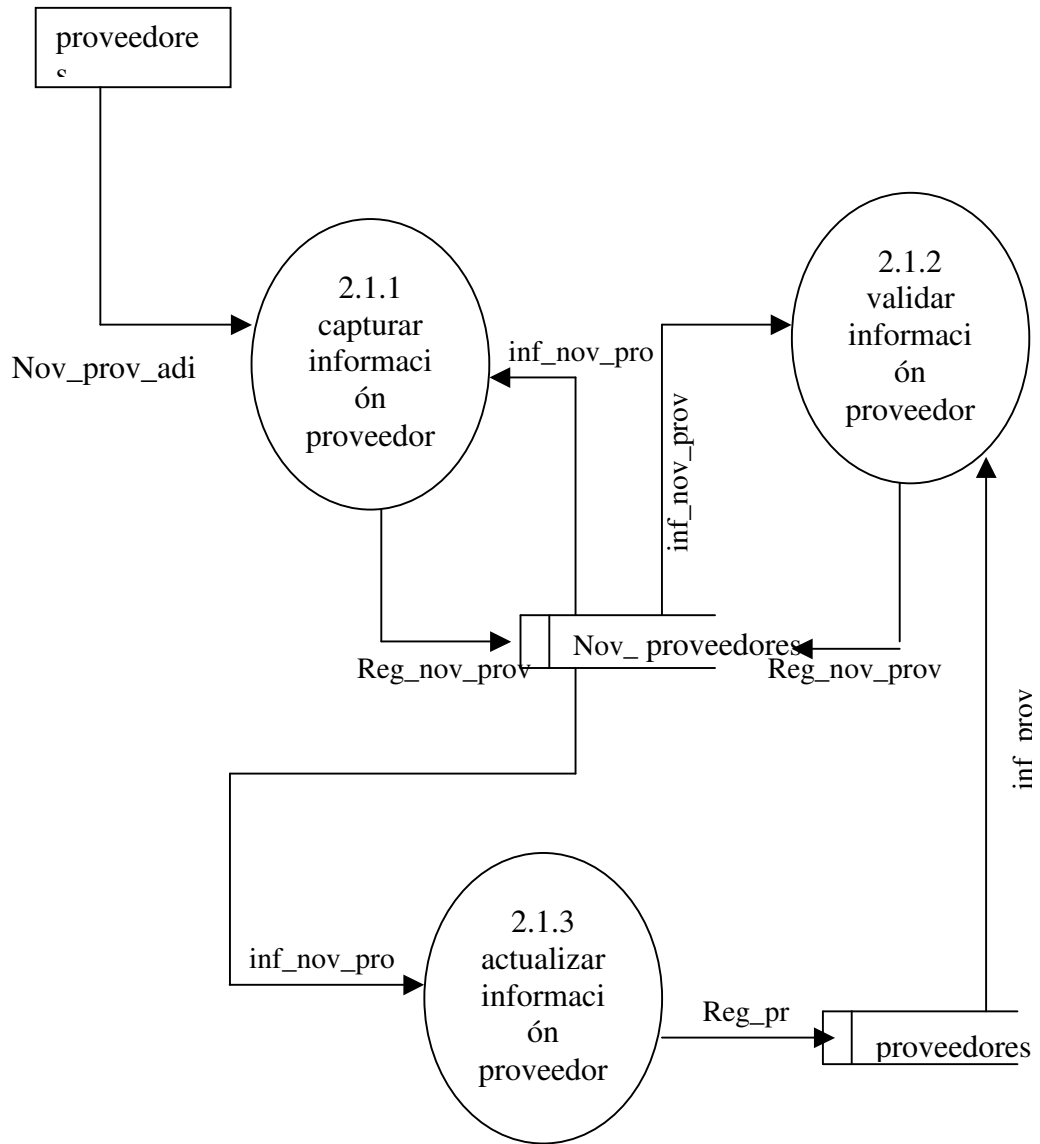 proveedore
s
2.1.1
capturar
informaci
ón
proveedor
2.1.2
validar
informaci
ón
proveedor
Nov_prov_adi
inf_nov_pro
inf_nov_prov
Nov_ proveedores
Reg_nov_prov
Reg_nov_prov
inf_prov
2.1.3
actualizar
informaci
ón
proveedor
inf_nov_pro
Reg_pr
proveedores